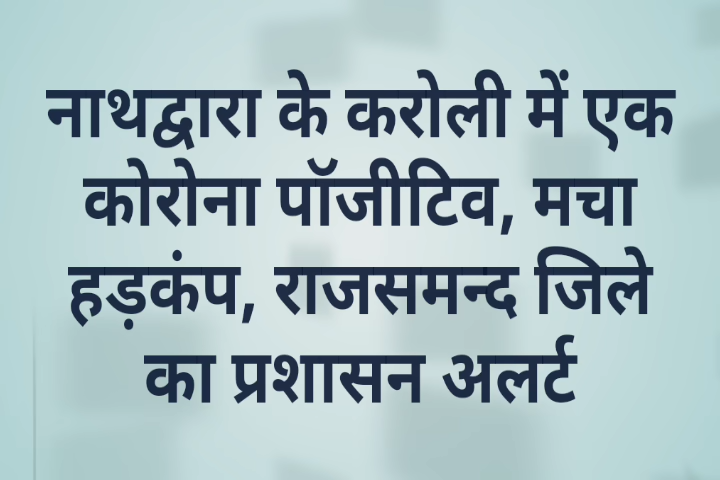 नाथद्वारा के करोली में एक
कोरोना पॉजीटिव, मचा
हड़कंप, राजसमन्द जिले
का प्रशासन अलर्ट